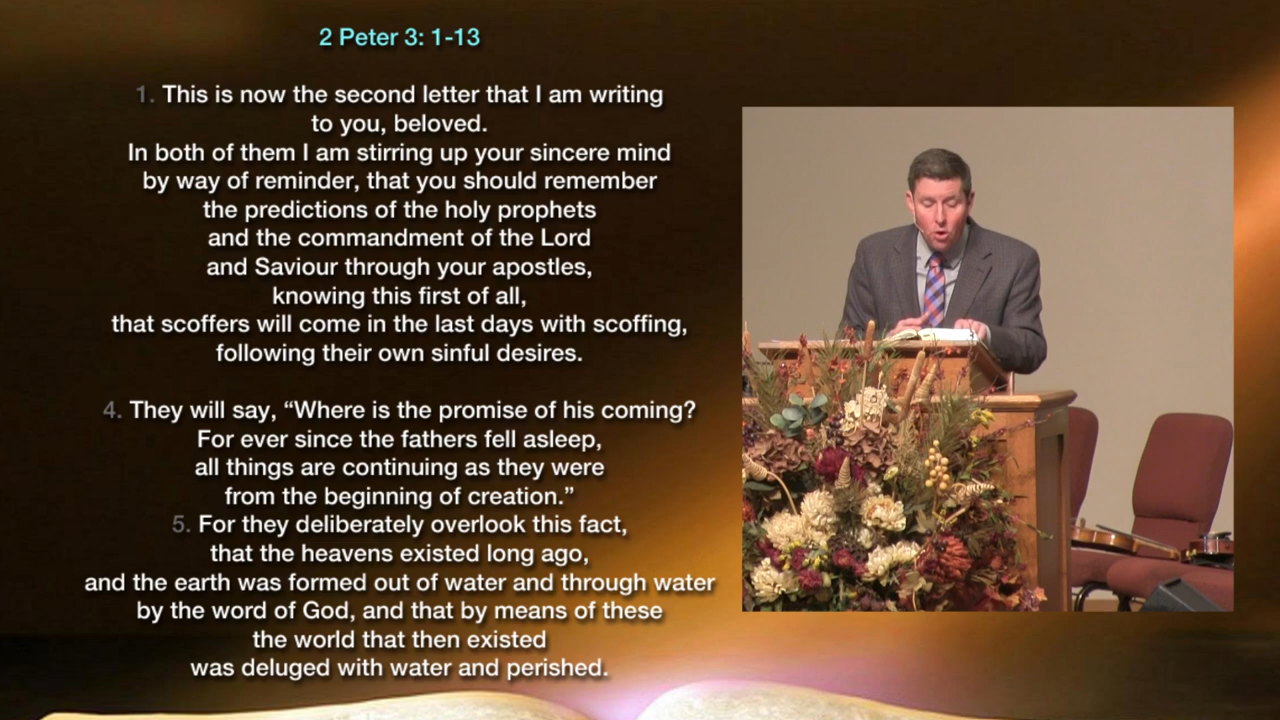 2 Peter 3: 1-13
1. This is now the second letter that I am writing
to you, beloved.
In both of them I am stirring up your sincere mind
by way of reminder, that you should remember
the predictions of the holy prophets
and the commandment of the Lord
and Saviour through your apostles,
knowing this first of all,
that scoffers will come in the last days with scoffing,
following their own sinful desires.
4. They will say, “Where is the promise of his coming?
For ever since the fathers fell asleep,
all things are continuing as they were
from the beginning of creation.”
5. For they deliberately overlook this fact,
that the heavens existed long ago,
and the earth was formed out of water and through water
by the word of God, and that by means of these
the world that then existed
was deluged with water and perished.